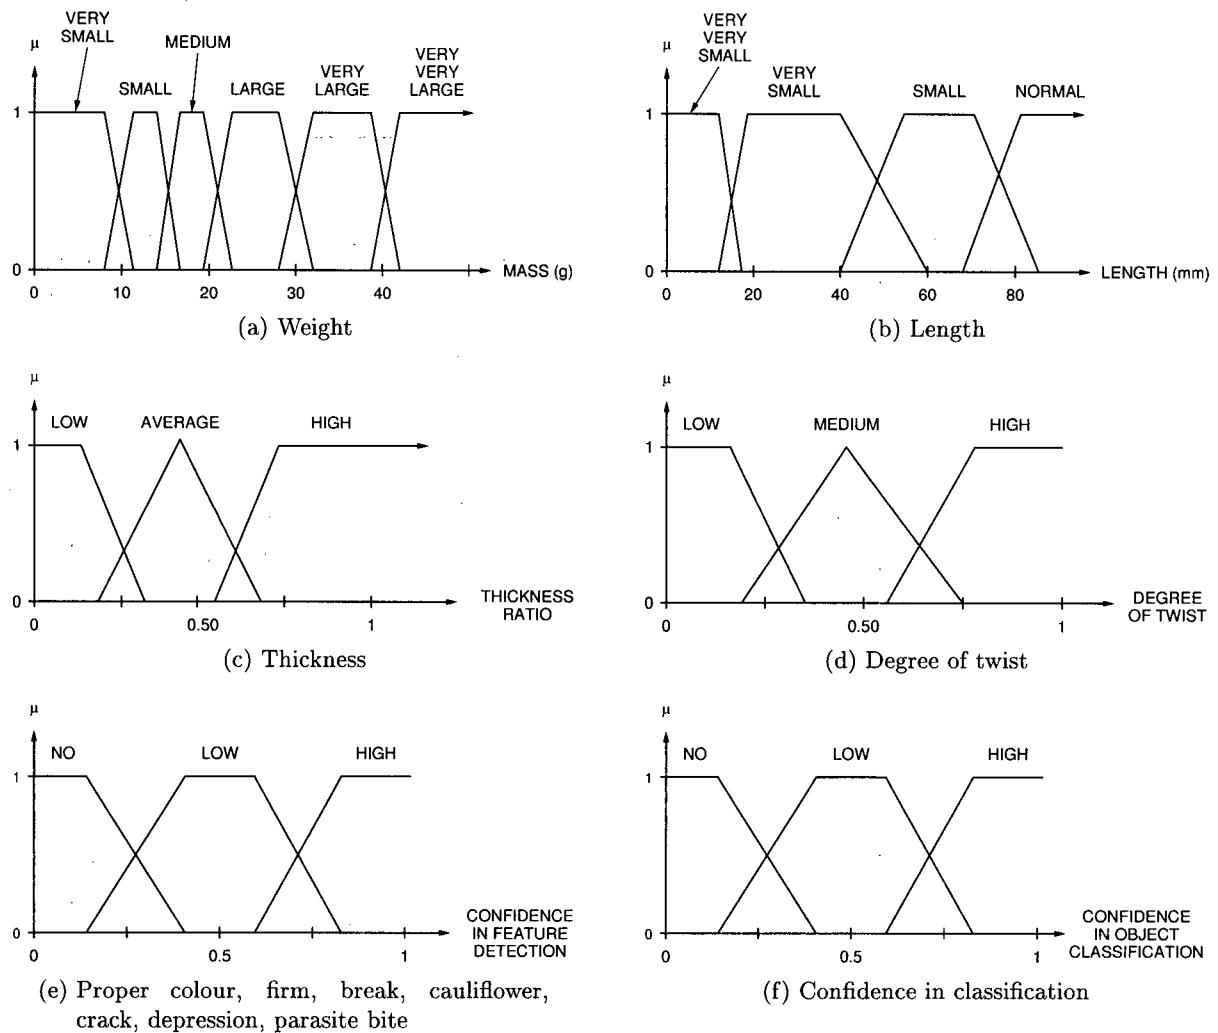 VERY
SMALL
MEDIUM
μ
SMALL
LARGE
VERY
LARGE
VERY
VERY
LARGE
1
0
0
10
20
30
40
MASS (g)
(a) Weight
VERY
VERY
SMALL
μ
VERY
SMALL
SMALL
NORMAL
1
0
0
20
40
60
80
LENGTH (mm)
(b) Length
μ
LOW
AVERAGE
HIGH
1
0
0
0.50
1
THICKNESS
RATIO
(c) Thickness
μ
LOW
MEDIUM
HIGH
1
0
0
0.50
1
DEGREE
OF TWIST
(d) Degree of twist
μ
NO
LOW
HIGH
1
0
0
0.5
1
CONFIDENCE
IN FEATURE
DETECTION
(e) Proper colour, firm, break, cauliflower,
crack, depression, parasite bite
μ
NO
LOW
HIGH
1
0
0
0.5
1
CONFIDENCE
IN OBJECT
CLASSIFICATION
(f) Confidence in classification